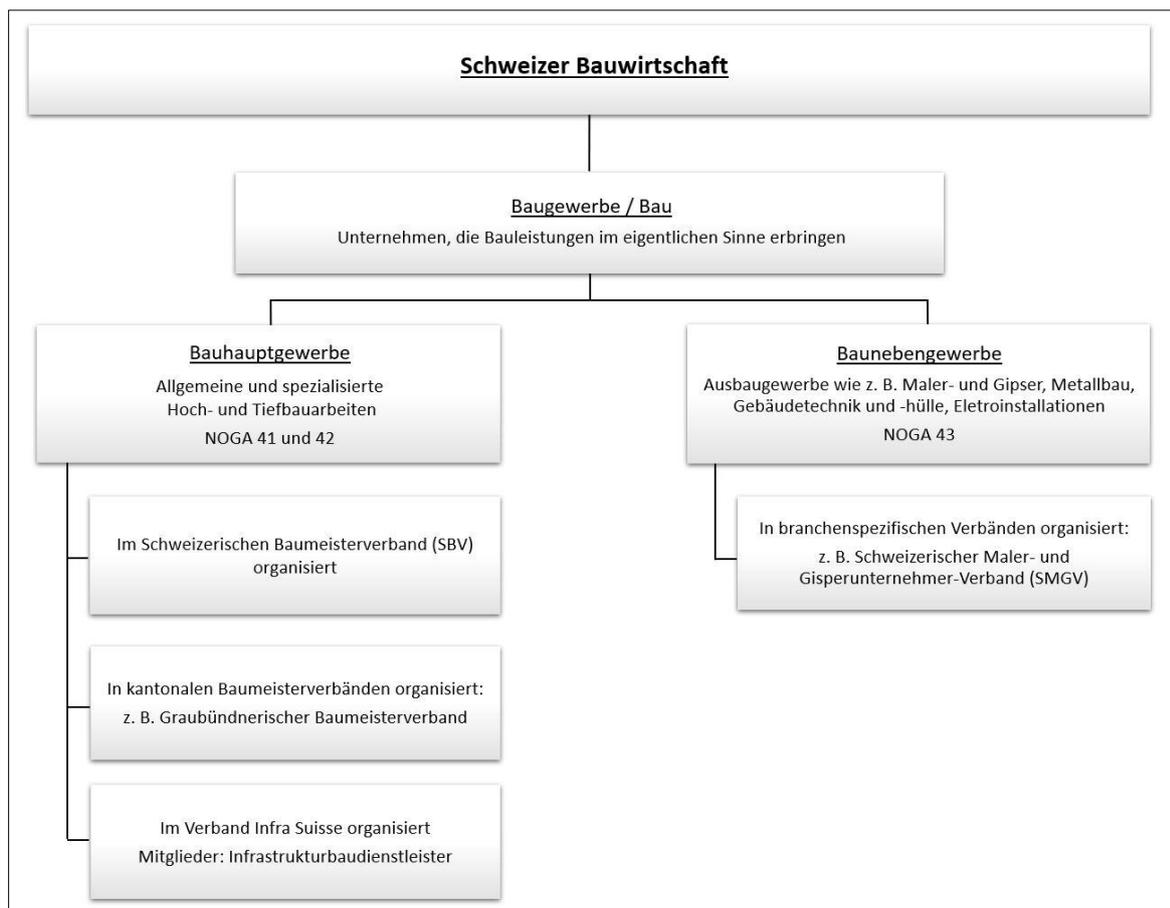 Schweizer Bauwirtschaft
Baugewerbe / Bau
Unternehmen, die Bauleistungen im eigentlichen Sinne erbringen
Bauhauptgewerbe
Allgemeine und spezialisierte
Hoch- und Tiefbauarbeiten
NOGA 41 und 42
Baunebengewerbe
Ausbaugewerbe wie z. B. Maler- und Gipser, Metallbau,
Gebäudetechnik und -hülle, Eletroinstallationen
NOGA 43
Im Schweizerischen Baumeisterverband (SBV)
organisiert
In kantonalen Baumeisterverbänden organisiert:
z. B. Graubündnerischer Baumeisterverband
Im Verband Infra Suisse organisiert
Mitglieder: Infrastrukturbaudienstleister
In branchenspezifischen Verbänden organisiert:
z. B. Schweizerischer Maler- und
Gisperunternehmer-Verband (SMGV)